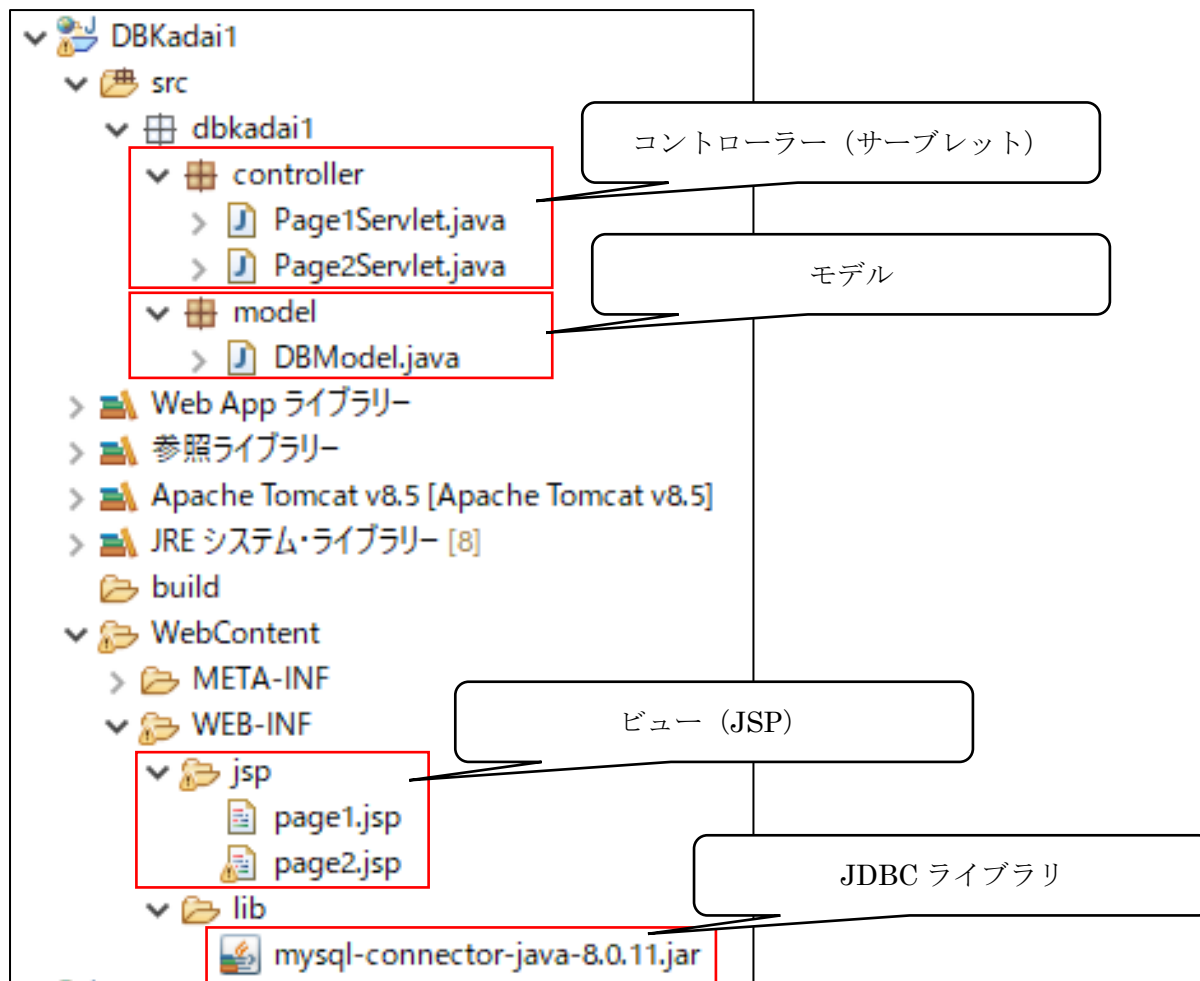 DBKadai1
src
dbkadai1
コントローラー（サーブレット）
controller
Page1Servlet.java
Page2Servlet.java
モデル
model
DBModel.java
Web App ライブラリー
参照ライブラリー
Apache Tomcat v8.5 [Apache Tomcat v8.5]
JRE システム・ライブラリー [8]
build
WebContent
META-INF
ビュー（JSP）
WEB-INF
jsp
page1.jsp
page2.jsp
JDBC ライブラリ
lib
mysql-connector-java-8.0.11.jar